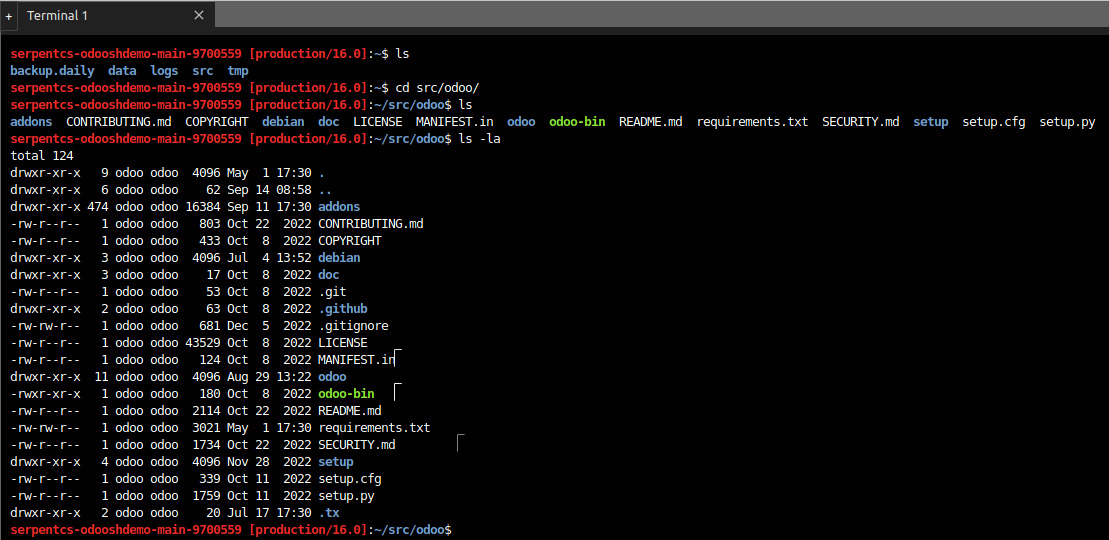 + Terminal 1 ×
serpentcs-odooshdemo-main-9700559 [production/16.0]:~$ ls
backup.daily  data  logs  src  tmp
serpentcs-odooshdemo-main-9700559 [production/16.0]:~$ cd src/odoo/
serpentcs-odooshdemo-main-9700559 [production/16.0]:~/src/odoo$ ls
addons  CONTRIBUTING.md  COPYRIGHT  debian  doc  LICENSE  MANIFEST.in  odoo  odoo-bin  README.md  requirements.txt  SECURITY.md  setup  setup.cfg  setup.py
serpentcs-odooshdemo-main-9700559 [production/16.0]:~/src/odoo$ ls -la
total 124
drwxr-xr-x   9 odoo odoo  4096 May  1 17:30 .
drwxr-xr-x   6 odoo odoo    62 Sep 14 08:58 ..
drwxr-xr-x 474 odoo odoo 16384 Sep 11 17:30 addons
-rw-r--r--   1 odoo odoo   803 Oct 22  2022 CONTRIBUTING.md
-rw-r--r--   1 odoo odoo   433 Oct  8  2022 COPYRIGHT
drwxr-xr-x   3 odoo odoo  4096 Jul  4 13:52 debian
drwxr-xr-x   3 odoo odoo    17 Oct  8  2022 doc
-rw-r--r--   1 odoo odoo    53 Oct  8  2022 .git
drwxr-xr-x   2 odoo odoo    63 Oct  8  2022 .github
-rw-rw-r--   1 odoo odoo   681 Dec  5  2022 .gitignore
-rw-r--r--   1 odoo odoo 43529 Oct  8  2022 LICENSE
-rw-r--r--   1 odoo odoo   124 Oct  8  2022 MANIFEST.in
drwxr-xr-x  11 odoo odoo  4096 Aug 29 13:22 odoo
-rwxr-xr-x   1 odoo odoo   180 Oct  8  2022 odoo-bin
-rw-r--r--   1 odoo odoo  2114 Oct 22  2022 README.md
-rw-rw-r--   1 odoo odoo  3021 May  1 17:30 requirements.txt
-rw-r--r--   1 odoo odoo  1734 Oct 22  2022 SECURITY.md
drwxr-xr-x   4 odoo odoo  4096 Nov 28  2022 setup
-rw-r--r--   1 odoo odoo   339 Oct 11  2022 setup.cfg
-rw-r--r--   1 odoo odoo  1759 Oct 11  2022 setup.py
drwxr-xr-x   2 odoo odoo    20 Jul 17 17:30 .tx
serpentcs-odooshdemo-main-9700559 [production/16.0]:~/src/odoo$